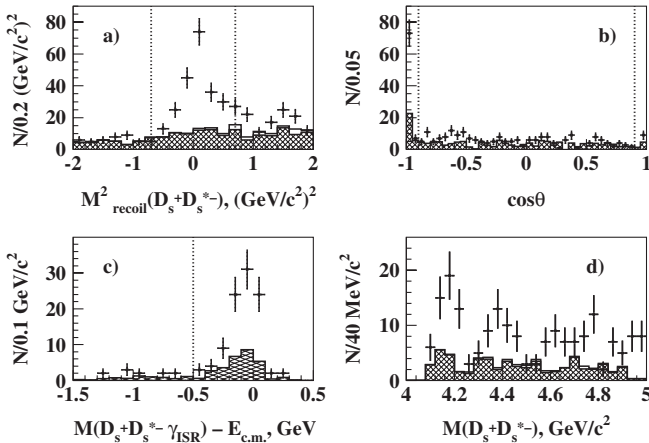 N/0.2 (GeV/c²)²
80
60
40
20
0
a)
-2 -1 0 1 2
M² recoil(Dₛ+Dₛ*-), (GeV/c²)²
N/0.05
80
60
40
20
0
b)
-1 -0.5 0 0.5 1
cosθ
N/0.1 GeV/c²
30
20
10
0
c)
-1.5 -1 -0.5 0 0.5
M(Dₛ+Dₛ*- γISR) – Ec.m., GeV
N/40 MeV/c²
20
10
0
d)
4 4.2 4.4 4.6 4.8 5
M(Dₛ+Dₛ*-), GeV/c²